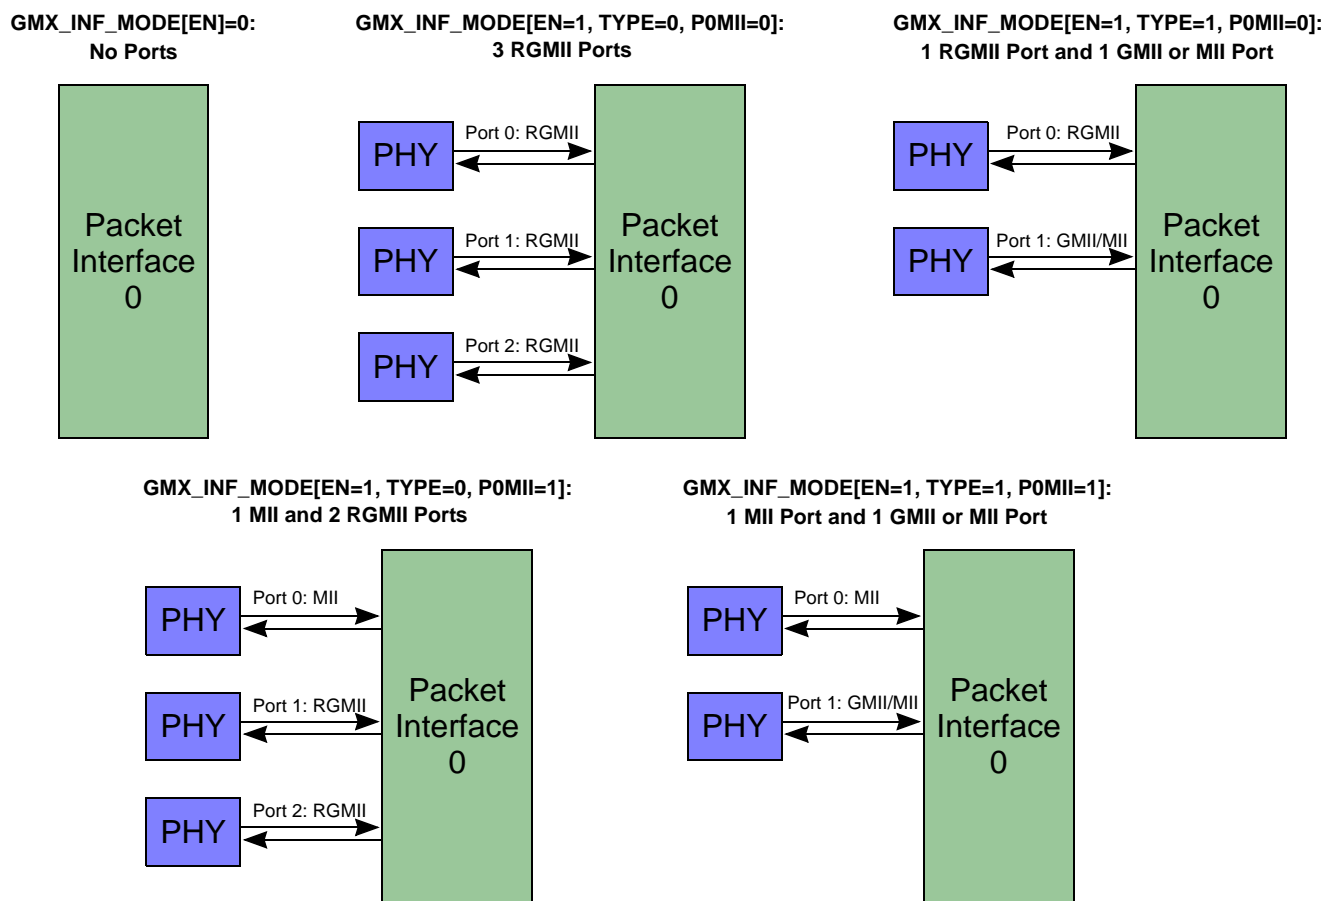 GMX_INF_MODE[EN]=0:
No Ports
Packet
Interface
0
GMX_INF_MODE[EN=1, TYPE=0, P0MII=0]:
3 RGMII Ports
PHY
Port 0: RGMII
PHY
Port 1: RGMII
PHY
Port 2: RGMII
Packet
Interface
0
GMX_INF_MODE[EN=1, TYPE=1, P0MII=0]:
1 RGMII Port and 1 GMII or MII Port
PHY
Port 0: RGMII
PHY
Port 1: GMII/MII
Packet
Interface
0
GMX_INF_MODE[EN=1, TYPE=0, P0MII=1]:
1 MII and 2 RGMII Ports
PHY
Port 0: MII
PHY
Port 1: RGMII
PHY
Port 2: RGMII
Packet
Interface
0
GMX_INF_MODE[EN=1, TYPE=1, P0MII=1]:
1 MII Port and 1 GMII or MII Port
PHY
Port 0: MII
PHY
Port 1: GMII/MII
Packet
Interface
0